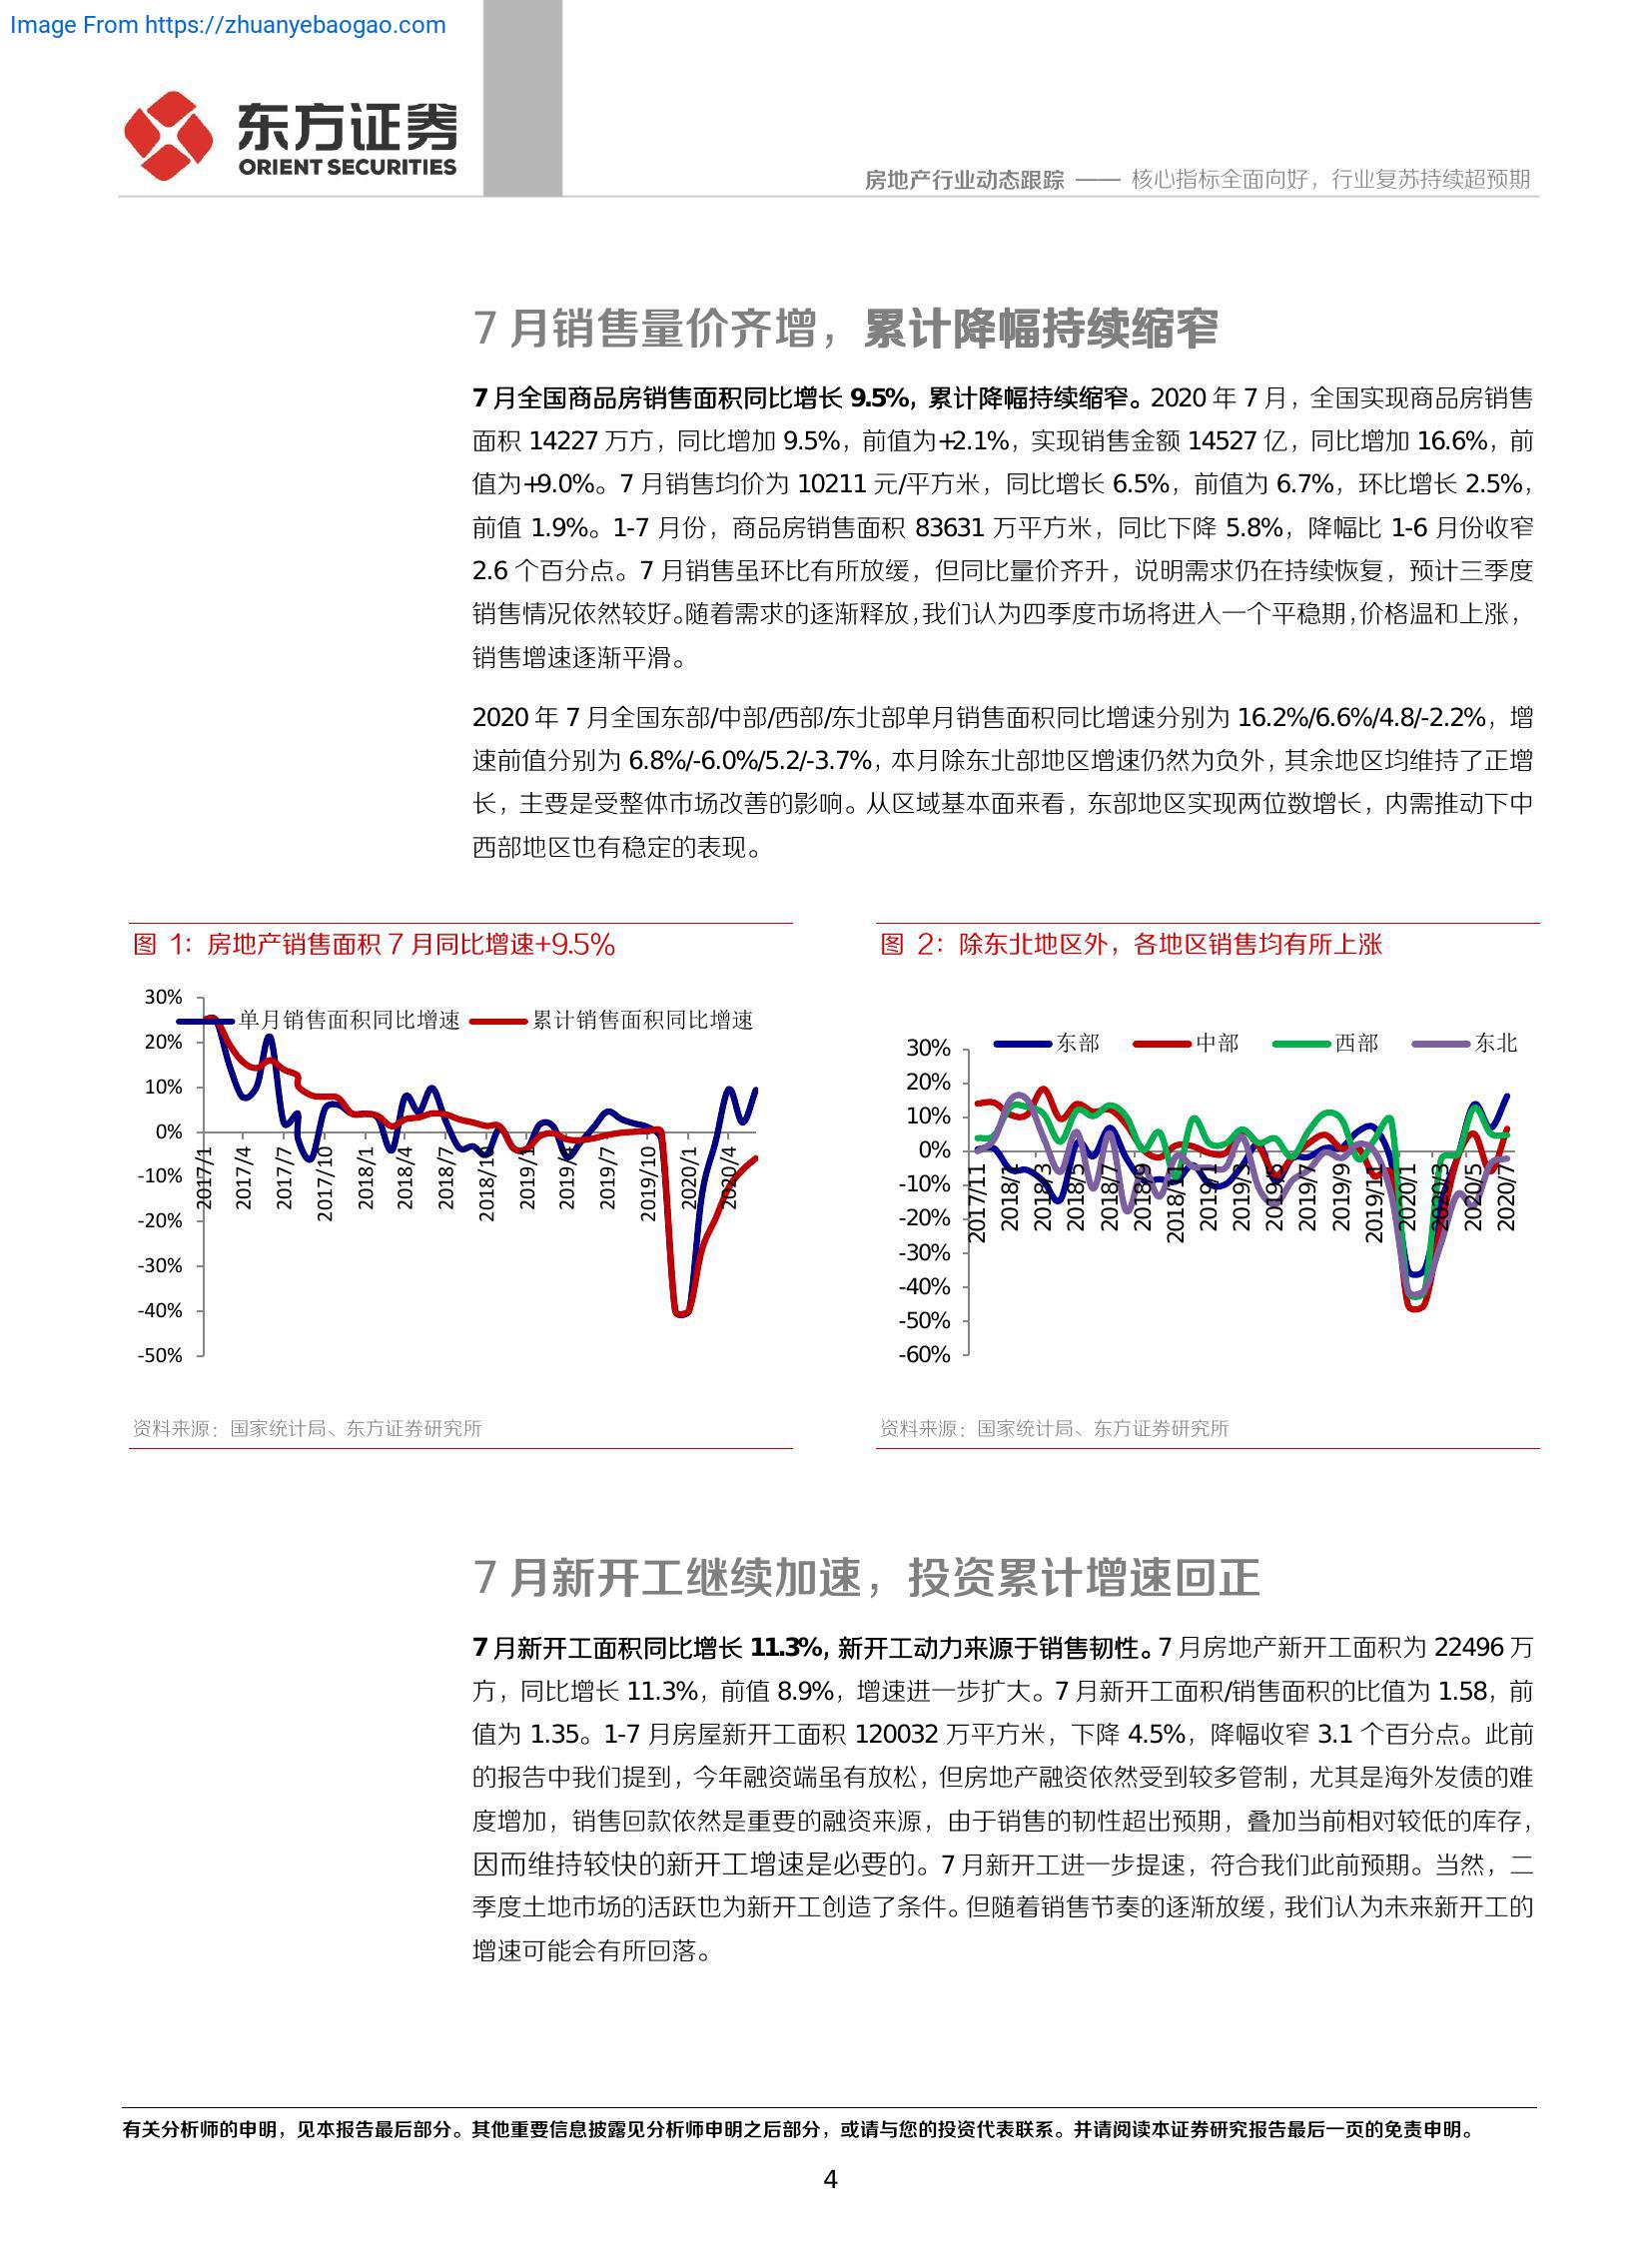 Image From https://zhuanyebaogao.com
东方证券
ORIENT SECURITIES
房地产行业动态跟踪 —— 核心指标全面向好，行业复苏持续超预期
7 月销售量价齐增，累计降幅持续缩窄
7 月全国商品房销售面积同比增长 9.5%，累计降幅持续缩窄。2020 年 7 月，全国实现商品房销售
面积 14227 万方，同比增加 9.5%，前值为+2.1%，实现销售金额 14527 亿，同比增加 16.6%，前
值为+9.0%。7 月销售均价为 10211 元/平方米，同比增长 6.5%，前值为 6.7%，环比增长 2.5%，
前值 1.9%。1-7 月份，商品房销售面积 83631 万平方米，同比下降 5.8%，降幅比 1-6 月份收窄
2.6 个百分点。7 月销售虽环比有所放缓，但同比量价齐升，说明需求仍在持续恢复，预计三季度
销售情况依然较好。随着需求的逐渐释放，我们认为四季度市场将进入一个平稳期，价格温和上涨，
销售增速逐渐平滑。
2020 年 7 月全国东部/中部/西部/东北部单月销售面积同比增速分别为 16.2%/6.6%/4.8/-2.2%，增
速前值分别为 6.8%/-6.0%/5.2/-3.7%，本月除东北部地区增速仍然为负外，其余地区均维持了正增
长，主要是受整体市场改善的影响。从区域基本面来看，东部地区实现两位数增长，内需推动下中
西部地区也有稳定的表现。
图 1：房地产销售面积 7 月同比增速+9.5%
30%
20%
10%
0%
-10%
-20%
-30%
-40%
-50%
单月销售面积同比增速
累计销售面积同比增速
2017/1
2017/4
2017/7
2017/10
2018/1
2018/4
2018/7
2018/10
2019/1
2019/4
2019/7
2019/10
2020/1
2020/4
资料来源：国家统计局、东方证券研究所
图 2：除东北地区外，各地区销售均有所上涨
东部
中部
西部
东北
30%
20%
10%
0%
-10%
-20%
-30%
-40%
-50%
-60%
2017/11
2018/1
2018/3
2018/5
2018/7
2018/9
2018/11
2019/1
2019/3
2019/5
2019/7
2019/9
2019/11
2020/1
2020/3
2020/5
2020/7
资料来源：国家统计局、东方证券研究所
7 月新开工继续加速，投资累计增速回正
7 月新开工面积同比增长 11.3%，新开工动力来源于销售韧性。7 月房地产新开工面积为 22496 万
方，同比增长 11.3%，前值 8.9%，增速进一步扩大。7 月新开工面积/销售面积的比值为 1.58，前
值为 1.35。1-7 月房屋新开工面积 120032 万平方米，下降 4.5%，降幅收窄 3.1 个百分点。此前
的报告中我们提到，今年融资端虽有放松，但房地产融资依然受到较多管制，尤其是海外发债的难
度增加，销售回款依然是重要的融资来源，由于销售的韧性超出预期，叠加当前相对较低的库存，
因而维持较快的新开工增速是必要的。7 月新开工进一步提速，符合我们此前预期。当然，二
季度土地市场的活跃也为新开工创造了条件。但随着销售节奏的逐渐放缓，我们认为未来新开工的
增速可能会有所回落。
有关分析师的申明，见本报告最后部分。其他重要信息披露见分析师申明之后部分，或请与您的投资代表联系。并请阅读本证券研究报告最后一页的免责申明。
4